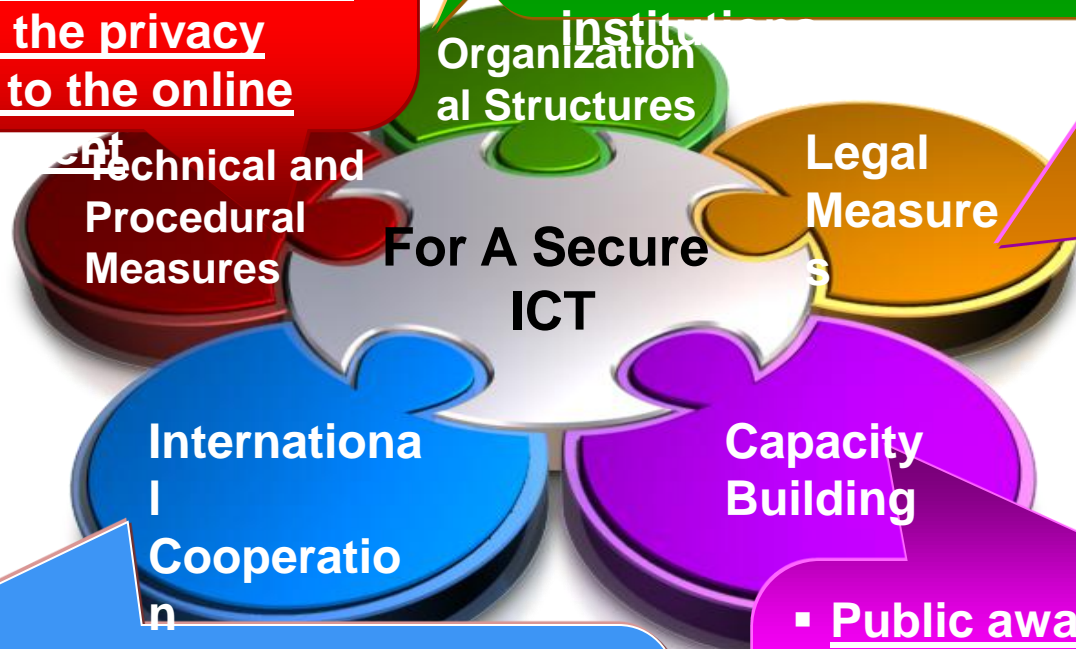 the privacy
to the online
institutions
Organization
al Structures
Technical and
Procedural
Measures
Legal
Measure
s
For A Secure
ICT
Internationa
l
Cooperatio
n
Capacity
Building
▪ Public awa